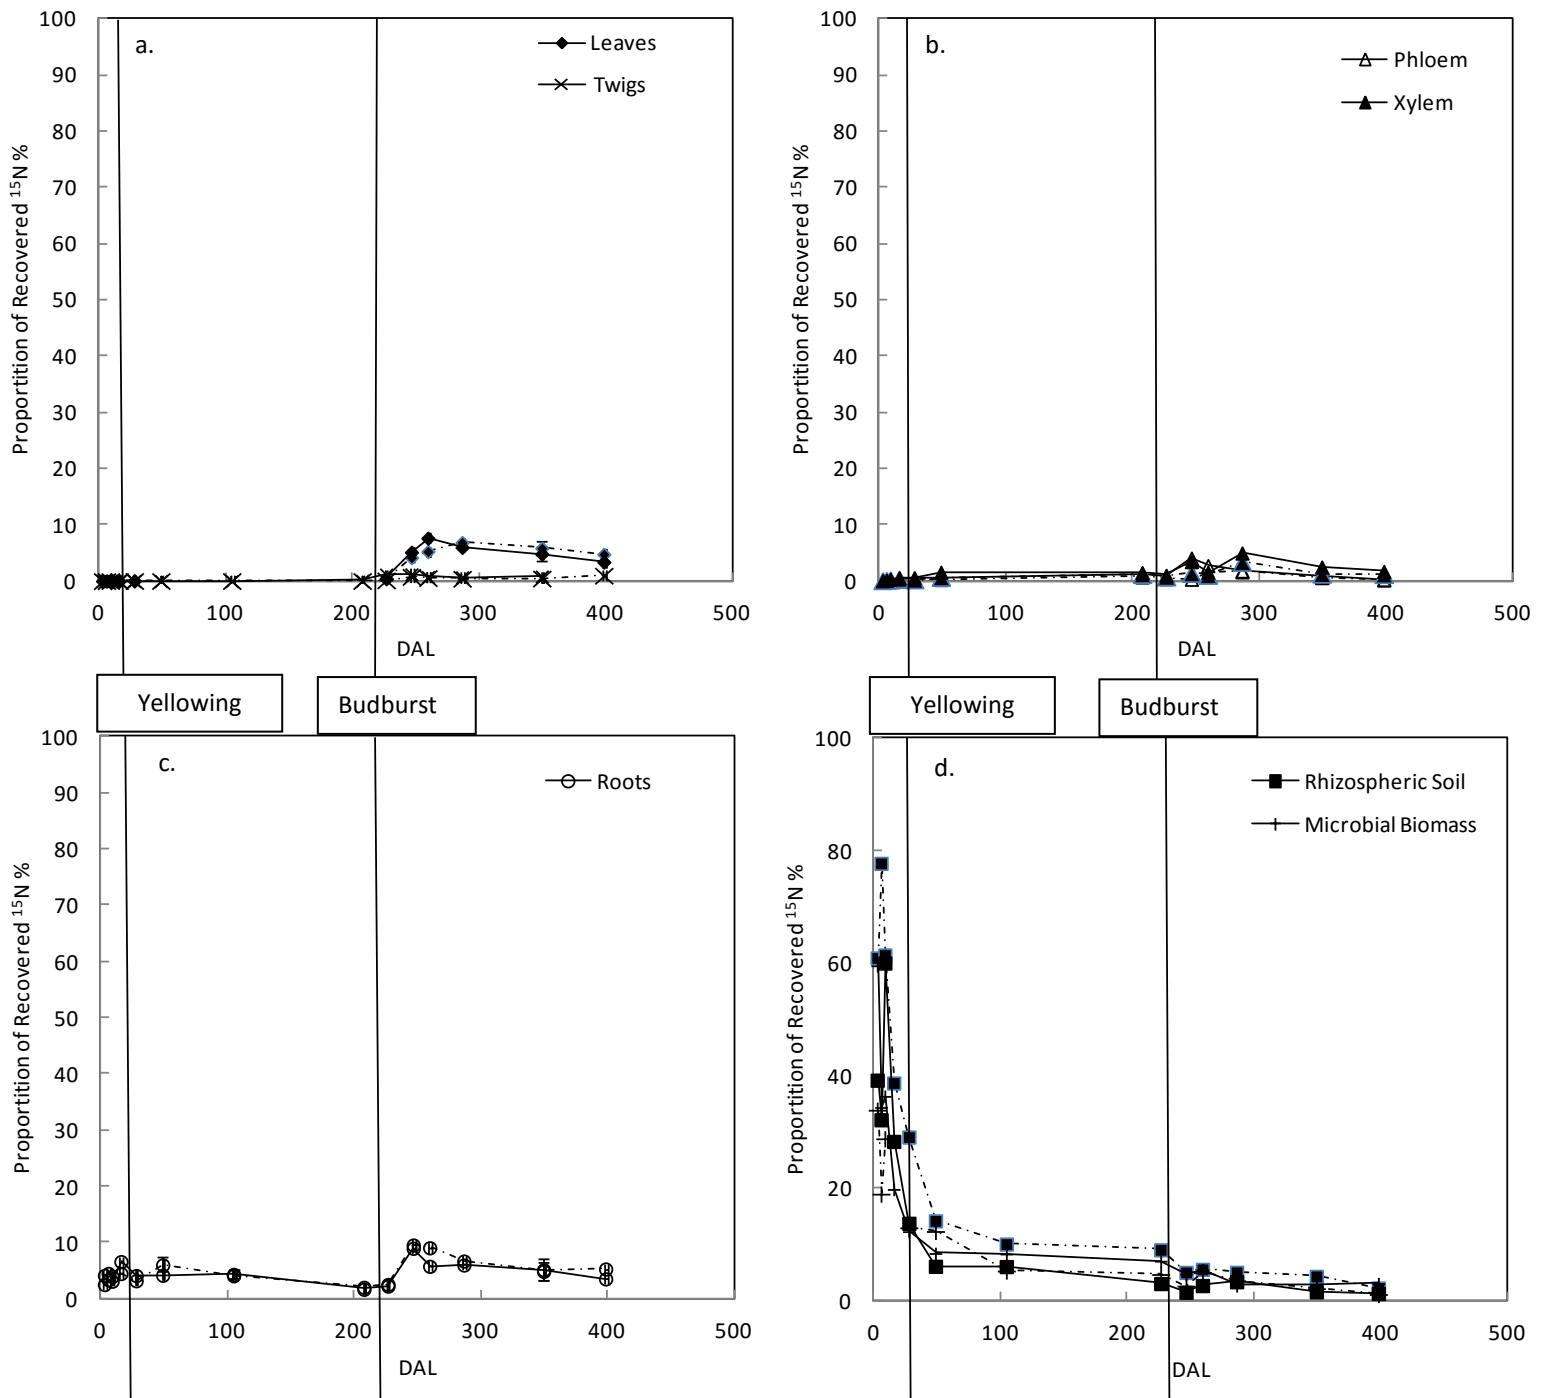 a.
Leaves
Twigs
100
90
80
70
60
50
40
30
20
10
0
Proportition of Recovered ¹⁵N %
0 100 200 300 400 500
DAL
b.
Phloem
Xylem
100
90
80
70
60
50
40
30
20
10
0
Proportition of Recovered ¹⁵N %
0 100 200 300 400 500
DAL
Yellowing
Budburst
Yellowing
Budburst
c.
Roots
100
90
80
70
60
50
40
30
20
10
0
Proportition of Recovered ¹⁵N %
0 100 200 300 400 500
DAL
d.
Rhizospheric Soil
Microbial Biomass
100
80
60
40
20
0
Proportition of Recovered ¹⁵N %
0 100 200 300 400 500
DAL